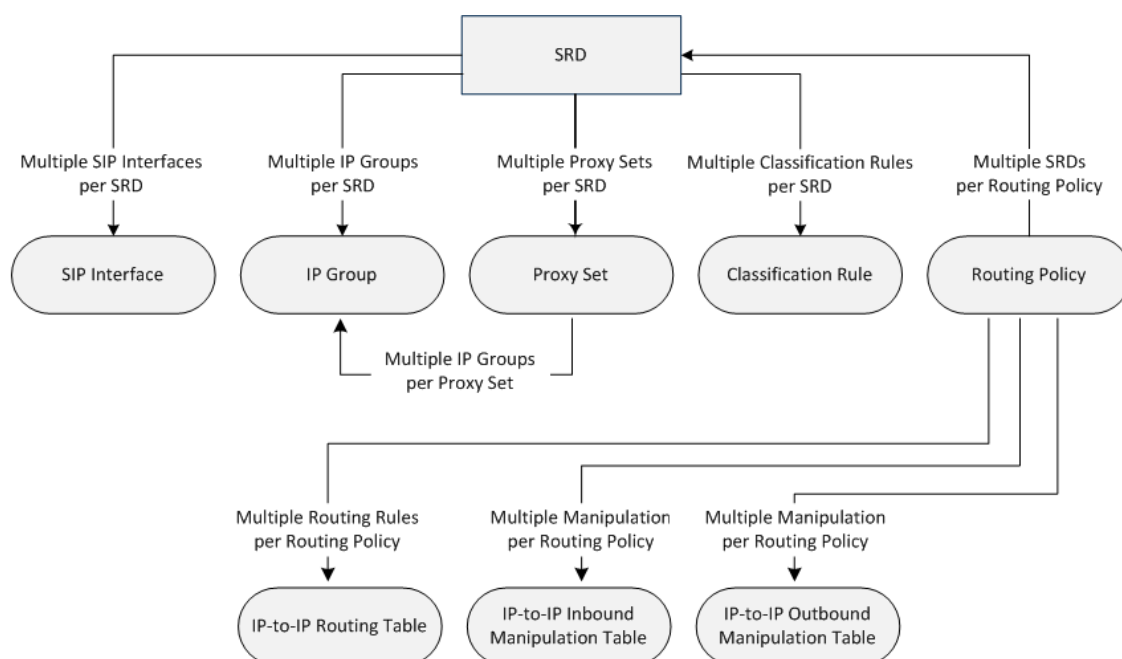 SRD
Multiple SIP Interfaces
per SRD
Multiple IP Groups
per SRD
Multiple Proxy Sets
per SRD
Multiple Classification Rules
per SRD
Multiple SRDs
per Routing Policy
SIP Interface
IP Group
Proxy Set
Classification Rule
Routing Policy
Multiple IP Groups
per Proxy Set
Multiple Routing Rules
per Routing Policy
Multiple Manipulation
per Routing Policy
Multiple Manipulation
per Routing Policy
IP-to-IP Routing Table
IP-to-IP Inbound
Manipulation Table
IP-to-IP Outbound
Manipulation Table